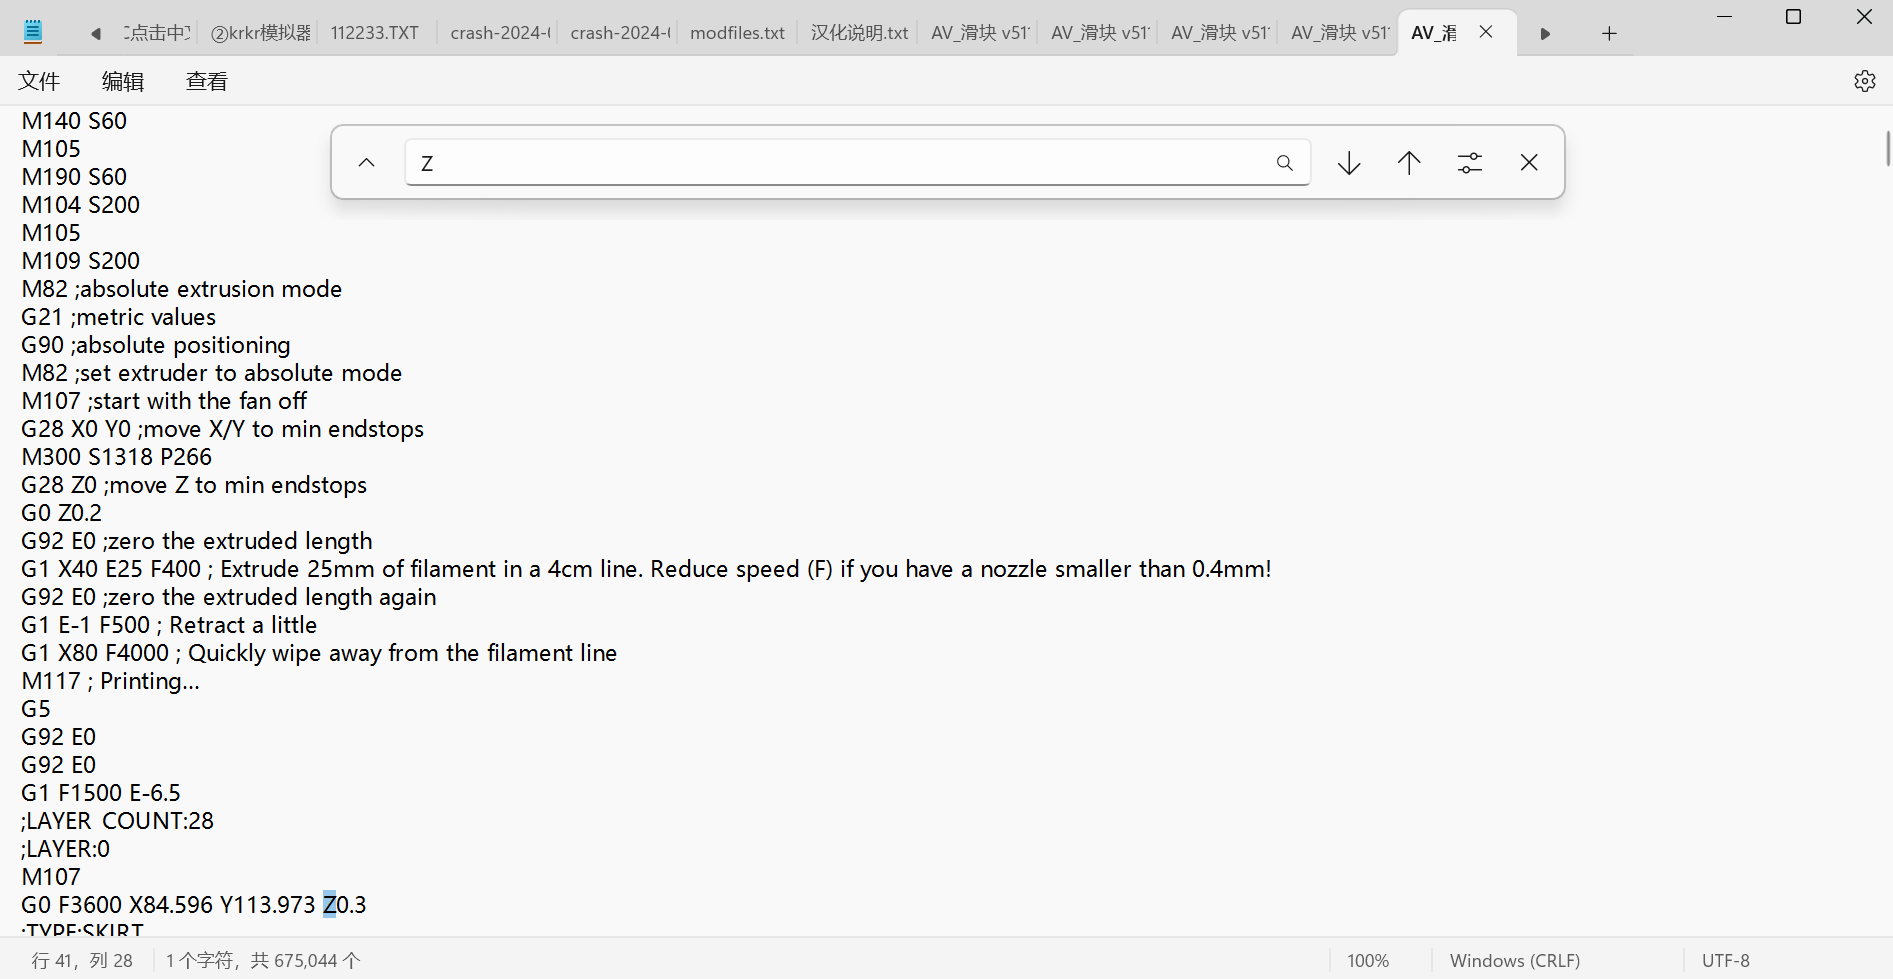 ②krkr模拟器
112233.TXT
crash-2024-
crash-2024-
modfiles.txt
汉化说明.txt
AV_滑块 v51
AV_滑块 v51
AV_滑块 v51
AV_滑块 v51
AV_滑
文件
编辑
查看
Z
M140 S60
M105
M190 S60
M104 S200
M105
M109 S200
M82 ;absolute extrusion mode
G21 ;metric values
G90 ;absolute positioning
M82 ;set extruder to absolute mode
M107 ;start with the fan off
G28 X0 Y0 ;move X/Y to min endstops
M300 S1318 P266
G28 Z0 ;move Z to min endstops
G0 Z0.2
G92 E0 ;zero the extruded length
G1 X40 E25 F400 ; Extrude 25mm of filament in a 4cm line. Reduce speed (F) if you have a nozzle smaller than 0.4mm!
G92 E0 ;zero the extruded length again
G1 E-1 F500 ; Retract a little
G1 X80 F4000 ; Quickly wipe away from the filament line
M117 ; Printing...
G5
G92 E0
G92 E0
G1 F1500 E-6.5
;LAYER_COUNT:28
;LAYER:0
M107
G0 F3600 X84.596 Y113.973 Z0.3
;TYPE:SKIRT
行 41，列 28
1 个字符，共 675,044 个
100%
Windows (CRLF)
UTF-8